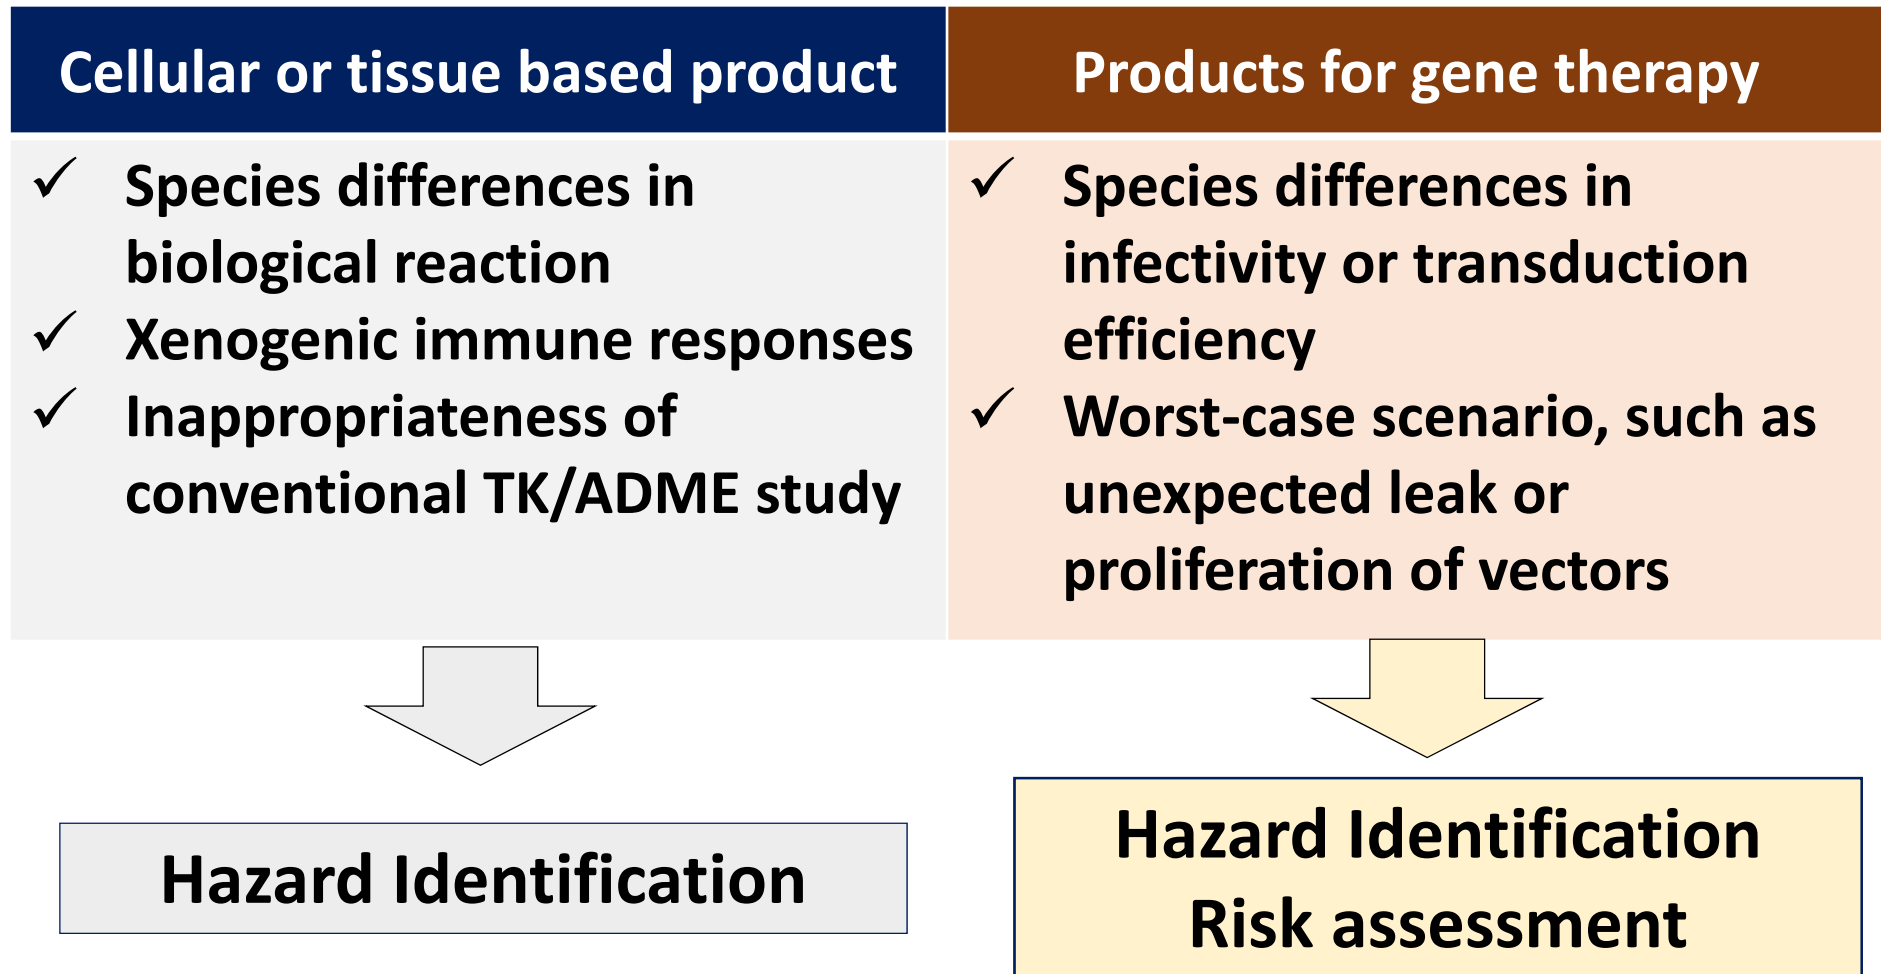 Cellular or tissue based product
Products for gene therapy
✓ Species differences in
biological reaction
✓ Xenogenic immune responses
✓ Inappropriateness of
conventional TK/ADME study
✓ Species differences in
infectivity or transduction
efficiency
✓ Worst-case scenario, such as
unexpected leak or
proliferation of vectors
Hazard Identification
Hazard Identification
Risk assessment